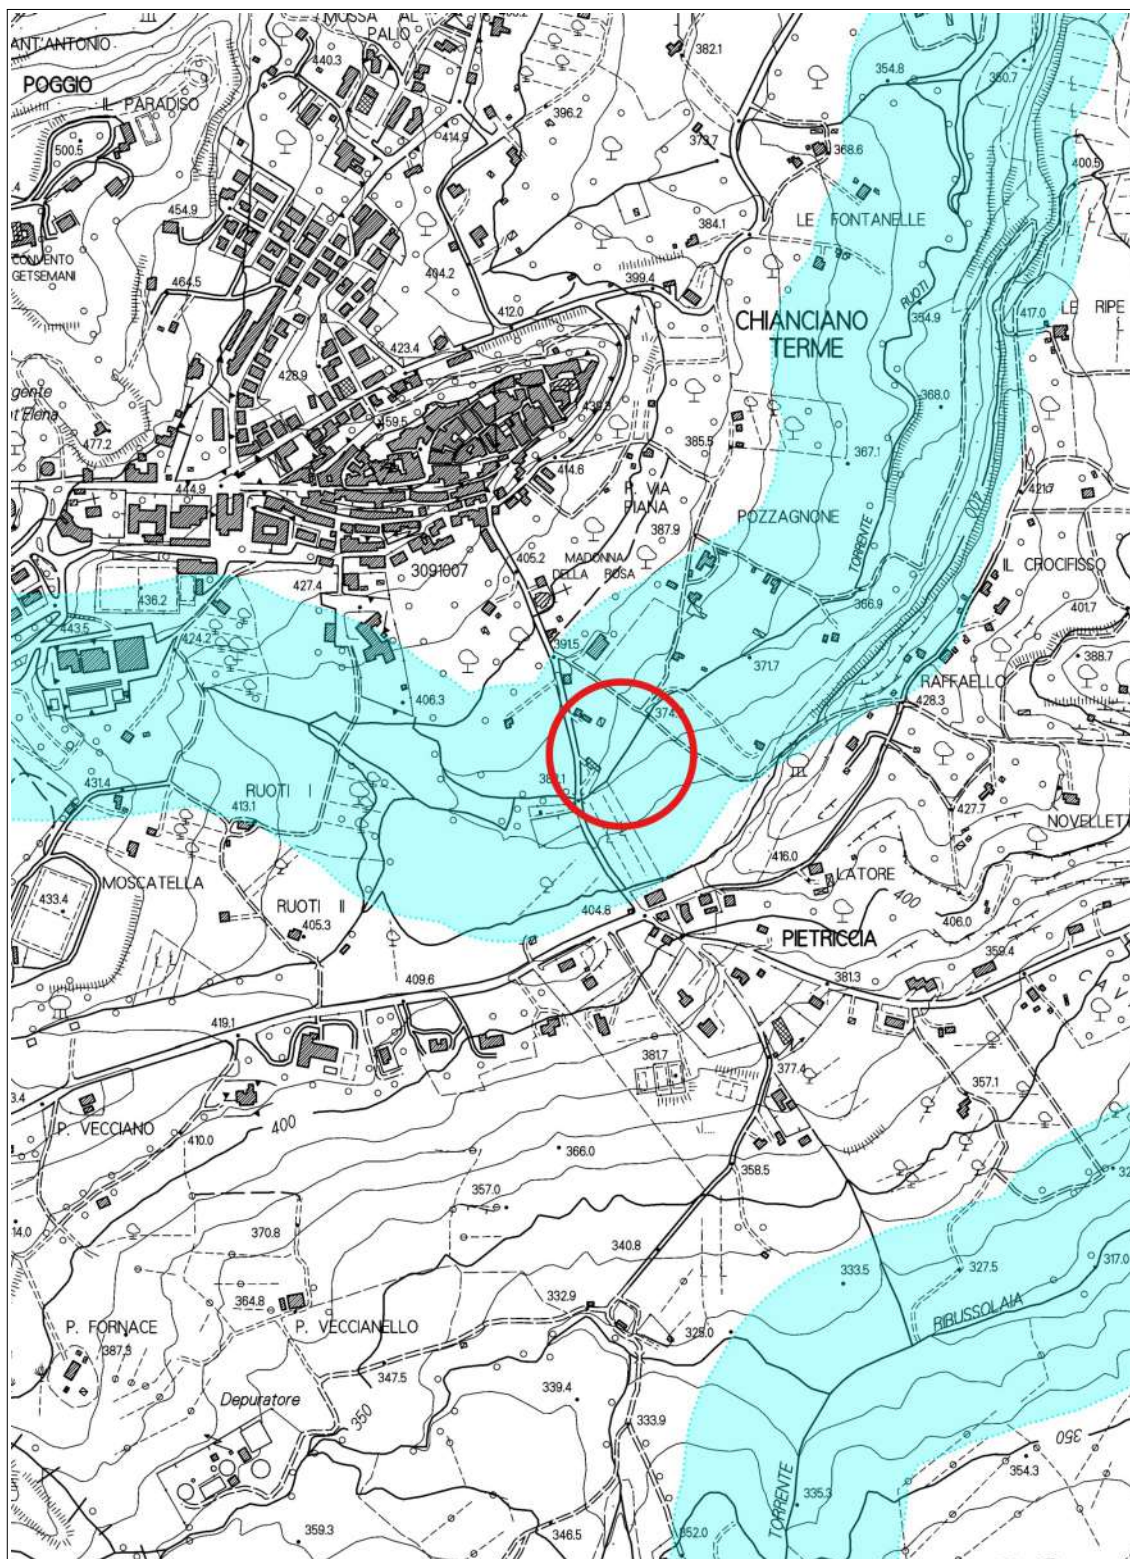 MOSSA AL
PALIO
382.1
354.8
ANT'ANTONIO
440.3
POGGIO
IL PARADISO
396.2
414.9
373.7
368.6
400.5
500.5
454.9
384.1
LE FONTANELLE
CONVENTO
GETSEMANI
404.2
399.4
RUOTI
464.5
354.9
417.0
LE RIPE
412.0
CHIANCIANO
TERME
423.4
428.9
368.0
459.5
477.2
385.5
367.1
414.6
444.9
P. VIA
PIANA
421.7
400
387.9
POZZAGNONE
405.2
MADONNA
DELLA ROSA
TORRENTE
IL CROCIFISSO
3091007
427.4
436.2
366.9
401.7
443.5
424.2
391.5
371.7
388.7
RAFFAELLO
406.3
428.3
431.4
RUOTI I
413.1
427.7
NOVELLETT
416.0
MOSCATELLA
LATORE
433.4
RUOTI II
405.3
404.8
400
406.0
PIETRICCIA
359.4
381.3
409.6
419.1
381.7
377.4
357.1
P. VECCIANO
400
410.0
366.0
358.5
357.0
370.8
340.8
333.5
327.5
317.0
364.8
332.9
RIBUSSOLAIA
P. FORNACE
P. VECCIANELLO
325.0
387.3
347.5
339.4
Depuratore
350
333.9
350
354.3
TORRENTE
335.3
359.3
346.5
352.0